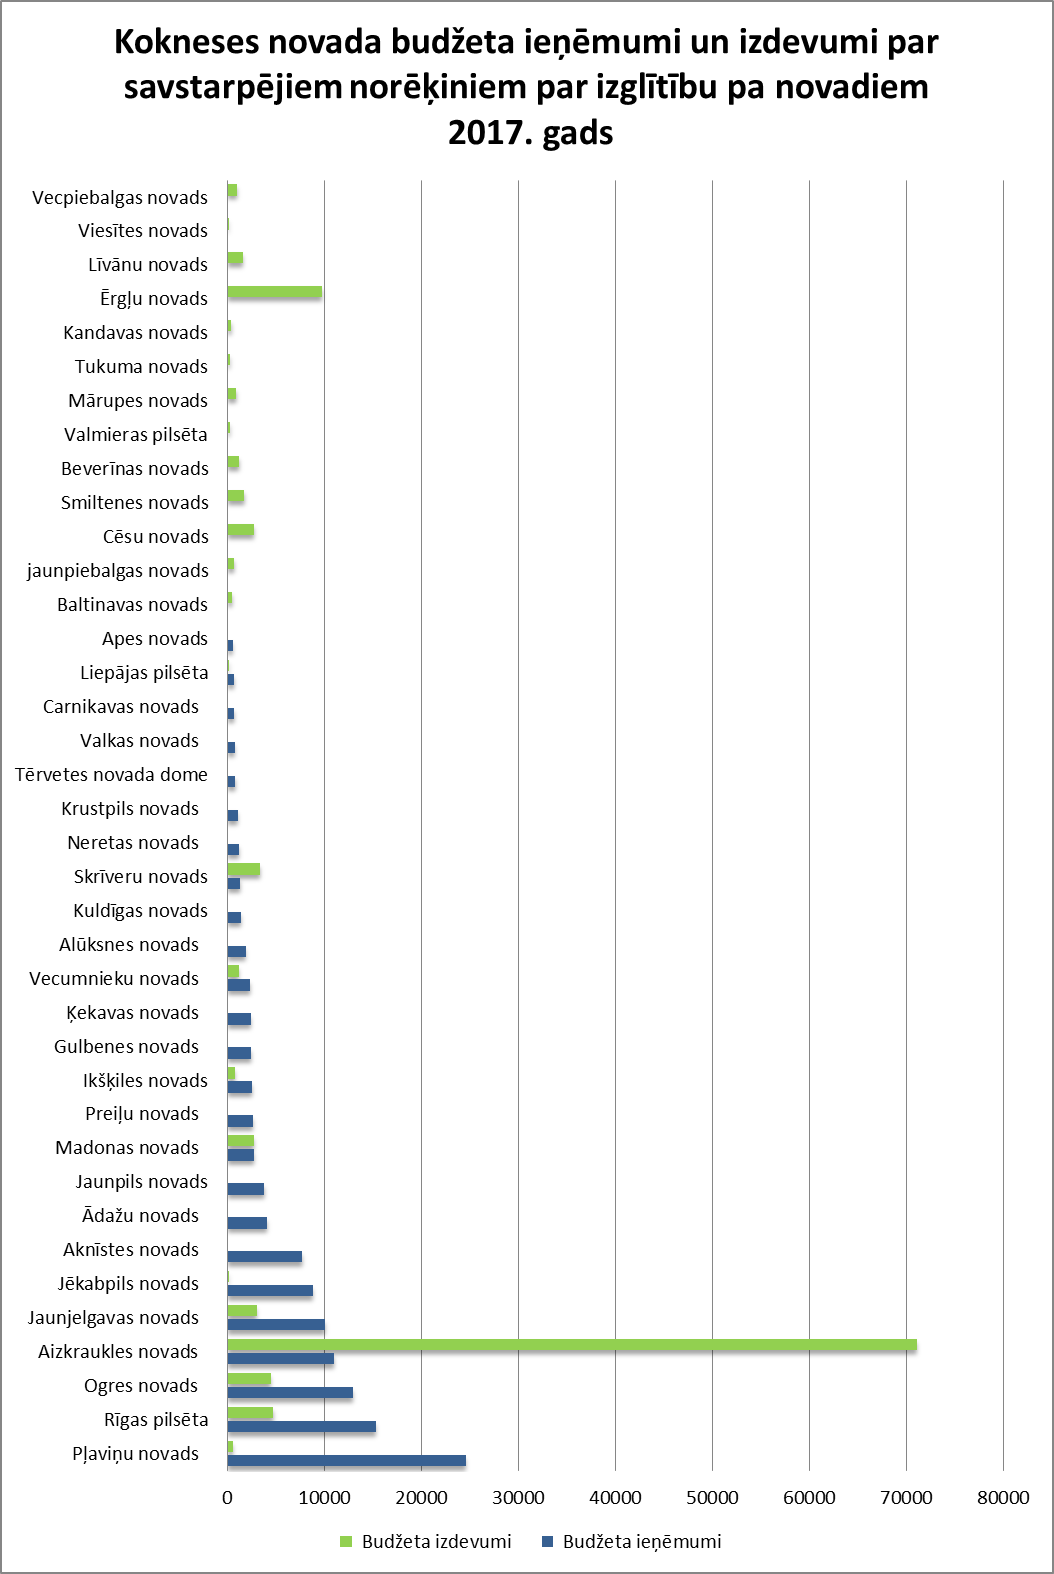 Kokneses novada budžeta ieņēmumi un izdevumi par
savstarpējiem norēķiniem par izglītību pa novadiem
2017. gads
Vecpiebalgas novads
Viesītes novads
Līvānu novads
Ērgļu novads
Kandavas novads
Tukuma novads
Mārupes novads
Valmieras pilsēta
Beverīnas novads
Smiltenes novads
Cēsu novads
jaunpiebalgas novads
Baltinavas novads
Apes novads
Liepājas pilsēta
Carnikavas novads
Valkas novads
Tērvetes novada dome
Krustpils novads
Neretas novads
Skrīveru novads
Kuldīgas novads
Alūksnes novads
Vecumnieku novads
Ķekavas novads
Gulbenes novads
Ikšķiles novads
Preiļu novads
Madonas novads
Jaunpils novads
Ādažu novads
Aknīstes novads
Jēkabpils novads
Jaunjelgavas novads
Aizkraukles novads
Ogres novads
Rīgas pilsēta
Pļaviņu novads
0 10000 20000 30000 40000 50000 60000 70000 80000
Budžeta izdevumi Budžeta ieņēmumi